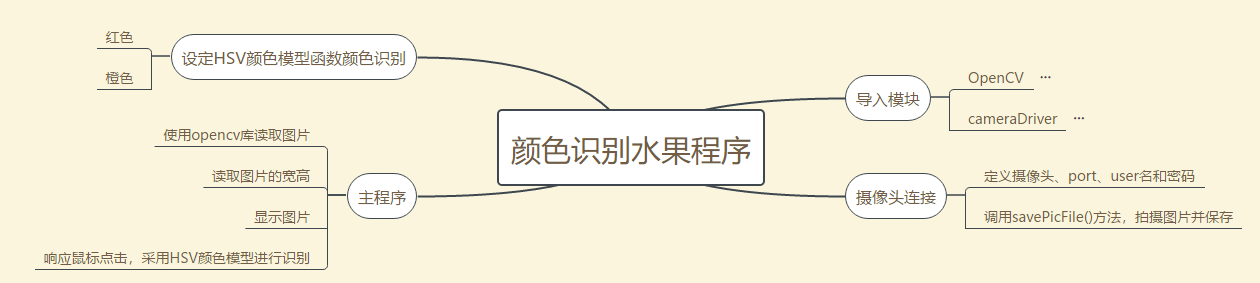 颜色识别水果程序
导入模块
OpenCV ···
cameraDriver ···
摄像头连接
定义摄像头、port、user名和密码
调用savePicFile()方法，拍摄图片并保存
设定HSV颜色模型函数颜色识别
红色
橙色
主程序
使用opencv库读取图片
读取图片的宽高
显示图片
响应鼠标点击，采用HSV颜色模型进行识别